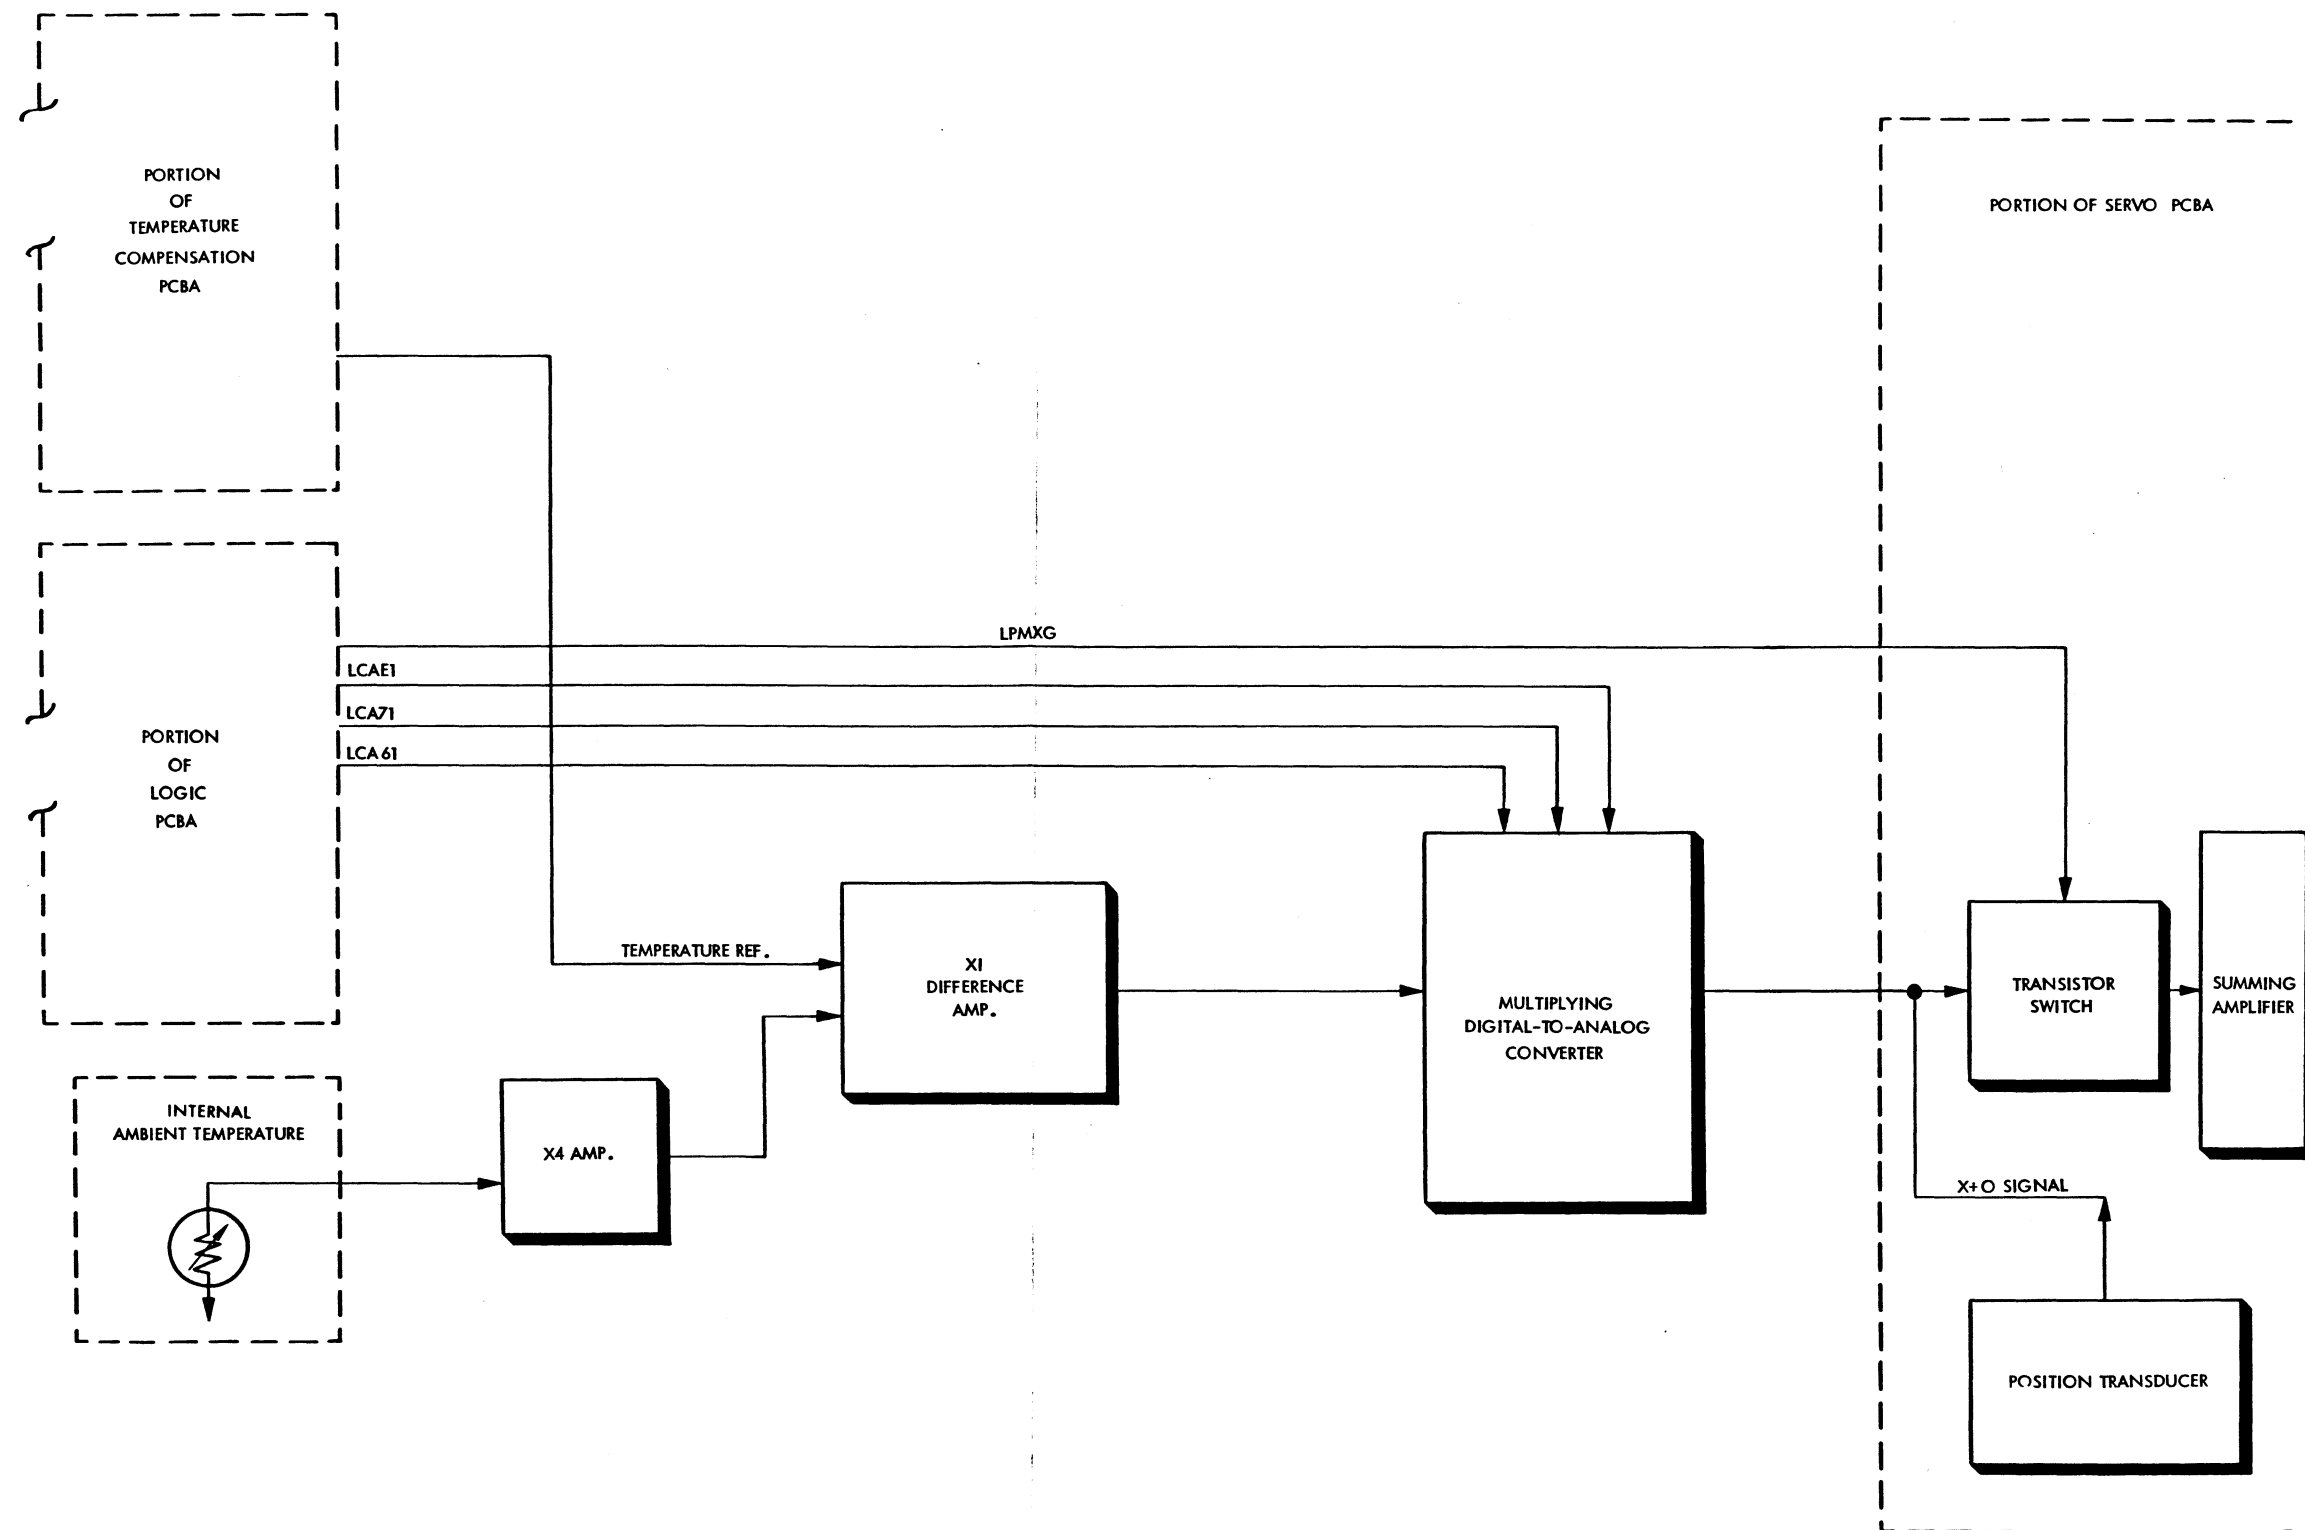 PORTION
OF
TEMPERATURE
COMPENSATION
PCBA
PORTION OF SERVO PCBA
LPMXG
LCAE1
LCA71
LCA61
PORTION
OF
LOGIC
PCBA
TEMPERATURE REF.
X1
DIFFERENCE
AMP.
MULTIPLYING
DIGITAL-TO-ANALOG
CONVERTER
TRANSISTOR
SWITCH
SUMMING
AMPLIFIER
INTERNAL
AMBIENT TEMPERATURE
X4 AMP.
X+O SIGNAL
POSITION TRANSDUCER